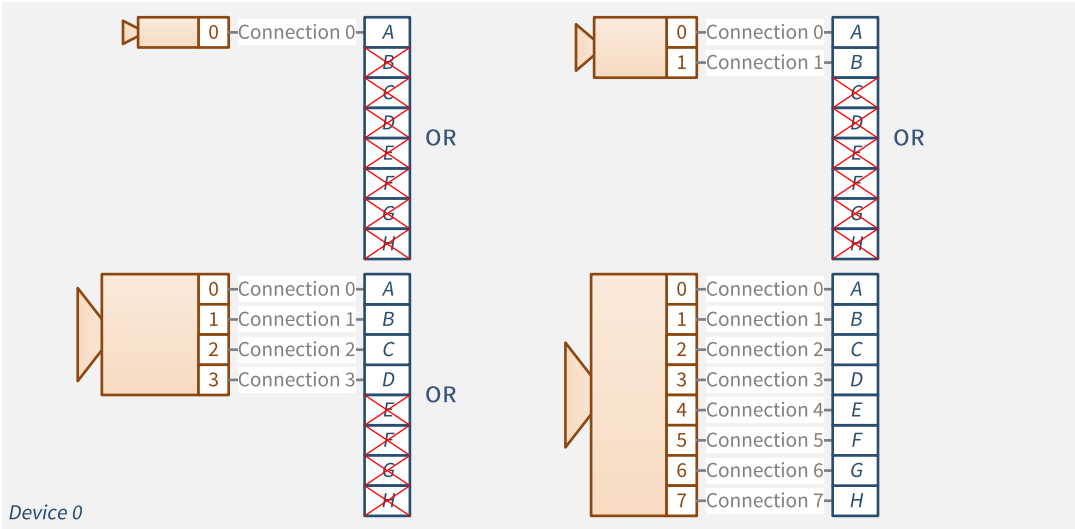 0 Connection 0 A
B
C
D
E
F
G
H
OR
0 Connection 0 A
1 Connection 1 B
C
D
E
F
G
H
OR
0 Connection 0 A
1 Connection 1 B
2 Connection 2 C
3 Connection 3 D
E
F
G
H
OR
0 Connection 0 A
1 Connection 1 B
2 Connection 2 C
3 Connection 3 D
4 Connection 4 E
5 Connection 5 F
6 Connection 6 G
7 Connection 7 H
Device 0